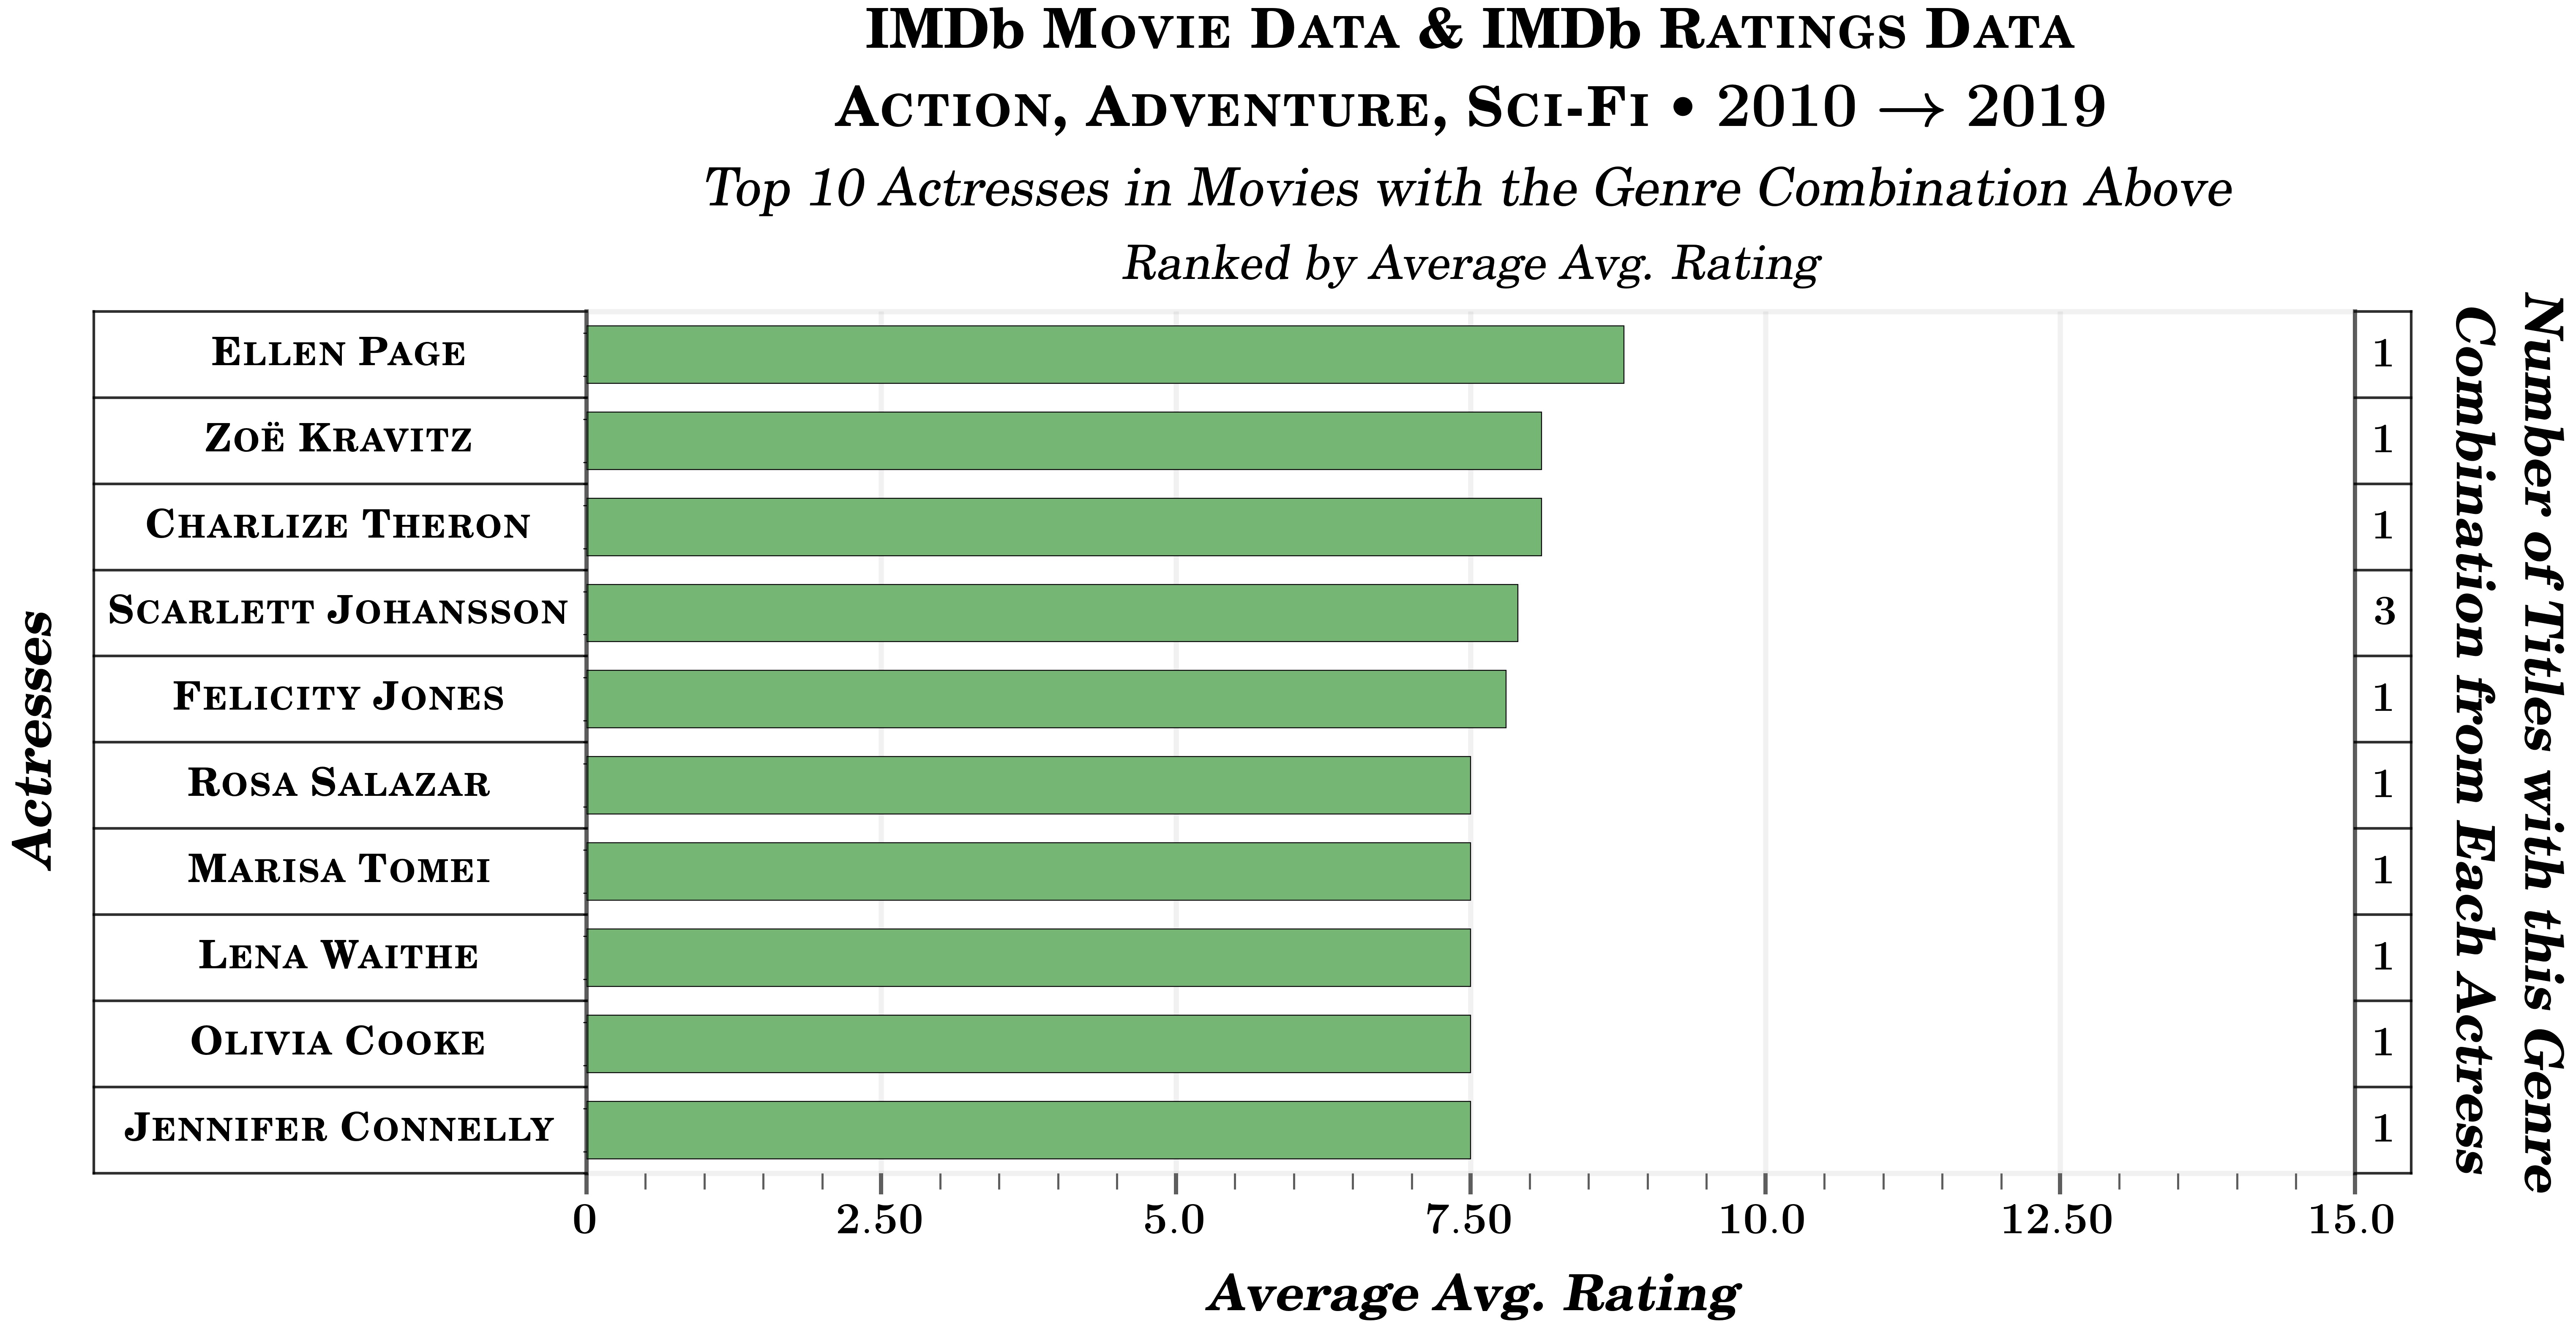 IMDb Movie Data & IMDb Ratings Data
Action, Adventure, Sci-Fi • 2010 → 2019
Top 10 Actresses in Movies with the Genre Combination Above
Ranked by Average Avg. Rating
Actresses
Ellen Page 1
Zoë Kravitz 1
Charlize Theron 1
Scarlett Johansson 3
Felicity Jones 1
Rosa Salazar 1
Marisa Tomei 1
Lena Waithe 1
Olivia Cooke 1
Jennifer Connelly 1
Number of Titles with this Genre
Combination from Each Actress
0 2.50 5.0 7.50 10.0 12.50 15.0
Average Avg. Rating